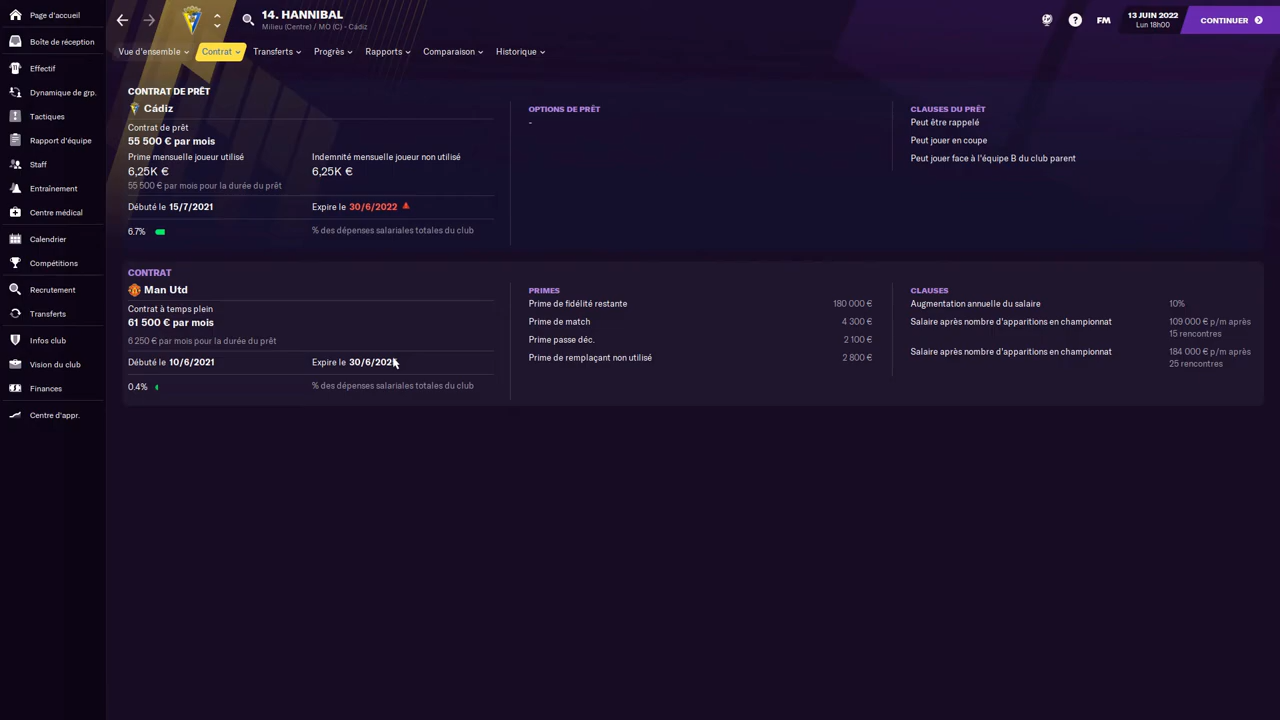 Page d'accueil
Boîte de réception
Effectif
Dynamique de grp.
Tactiques
Rapport d'équipe
Staff
Entraînement
Centre médical
Calendrier
Compétitions
Recrutement
Transferts
Infos club
Vision du club
Finances
Centre d'appr.
14. HANNIBAL
Milieu (Centre) / MO (C) - Cádiz
FM
13 JUIN 2022
Lun 18h00
CONTINUER
Vue d'ensemble
Contrat
Transferts
Progrès
Rapports
Comparaison
Historique
CONTRAT DE PRÊT
Cádiz
Contrat de prêt
55 500 € par mois
Prime mensuelle joueur utilisé
Indemnité mensuelle joueur non utilisé
6,25K €
6,25K €
55 500 € par mois pour la durée du prêt
Débuté le 15/7/2021
Expire le 30/6/2022
6.7%
% des dépenses salariales totales du club
OPTIONS DE PRÊT
-
CLAUSES DU PRÊT
Peut être rappelé
Peut jouer en coupe
Peut jouer face à l'équipe B du club parent
CONTRAT
Man Utd
Contrat à temps plein
61 500 € par mois
6 250 € par mois pour la durée du prêt
Débuté le 10/6/2021
Expire le
0.4%
% des dépenses salariales totales du club
PRIMES
Prime de fidélité restante 180 000 €
Prime de match 4 300 €
Prime passe déc. 2 100 €
Prime de remplaçant non utilisé 2 800 €
CLAUSES
Augmentation annuelle du salaire 10%
Salaire après nombre d'apparitions en championnat 109 000 € p/m après
15 rencontres
Salaire après nombre d'apparitions en championnat 184 000 € p/m après
25 rencontres